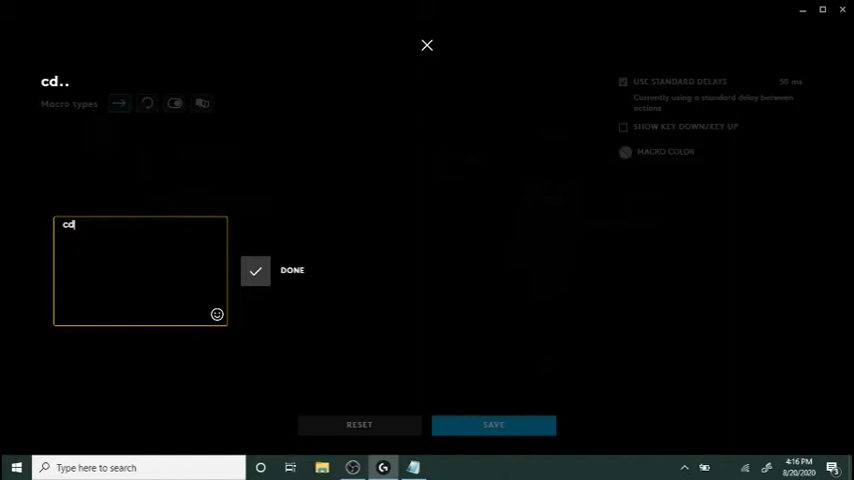 cd..
Macro types
USE STANDARD DELAYS 50 ms
Currently using a standard delay between
actions
SHOW KEY DOWN/KEY UP
MACRO COLOR
cd
DONE
RESET
SAVE
Type here to search
4:16 PM
8/20/2020
3